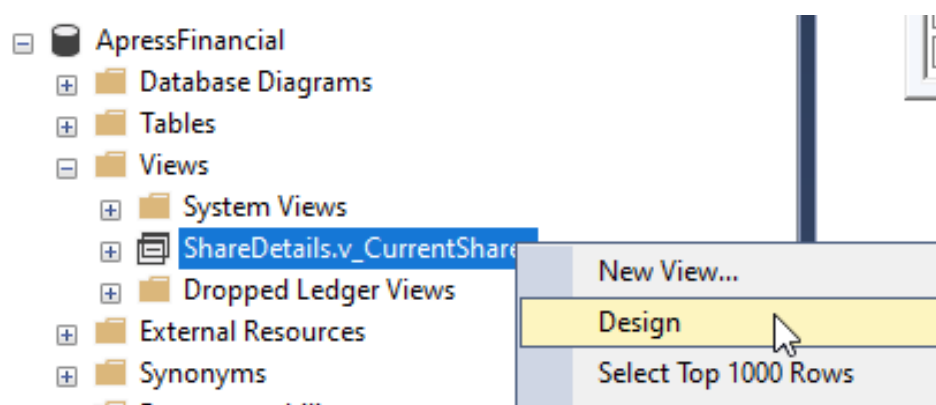 ApressFinancial
Database Diagrams
Tables
Views
System Views
ShareDetails.v_CurrentShare
Dropped Ledger Views
External Resources
Synonyms
New View...
Design
Select Top 1000 Rows